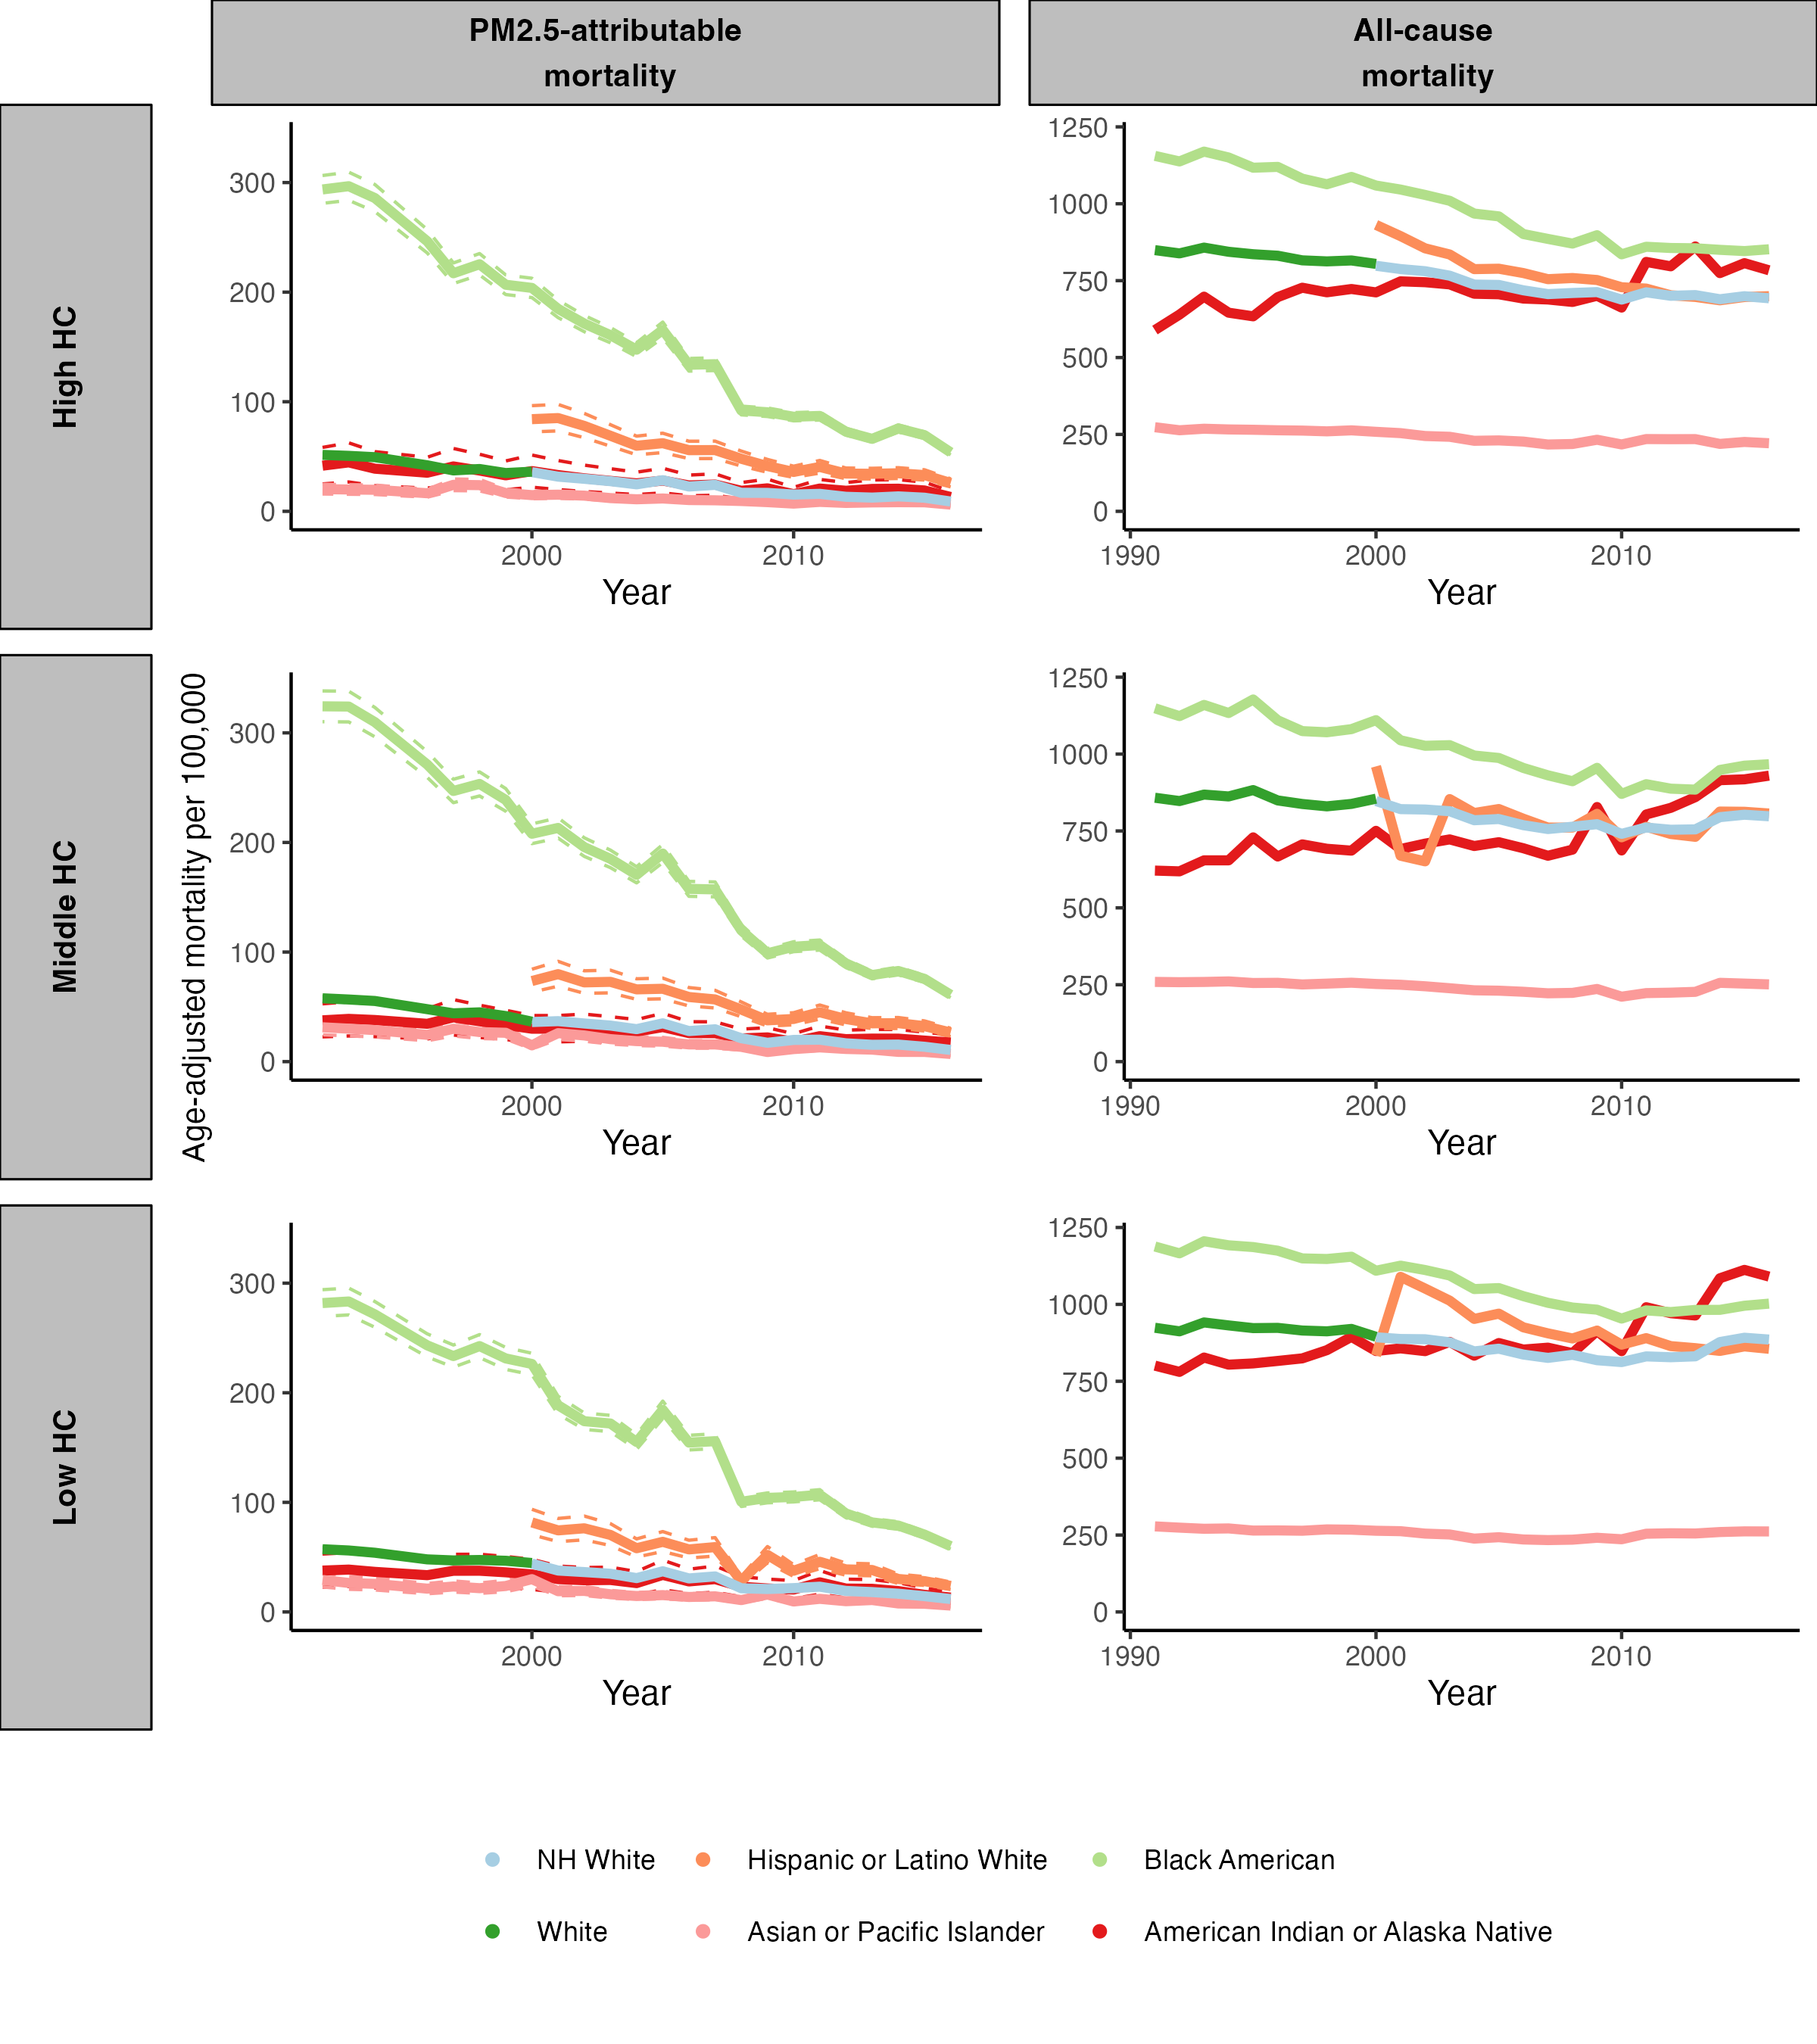 PM2.5-attributable
mortality
All-cause
mortality
High HC
300
200
100
0
2000
2010
Year
1250
1000
750
500
250
0
1990
2000
2010
Year
Age-adjusted mortality per 100,000
Middle HC
300
200
100
0
2000
2010
Year
1250
1000
750
500
250
0
1990
2000
2010
Year
Low HC
300
200
100
0
2000
2010
Year
1250
1000
750
500
250
0
1990
2000
2010
Year
NH White
Hispanic or Latino White
Black American
White
Asian or Pacific Islander
American Indian or Alaska Native